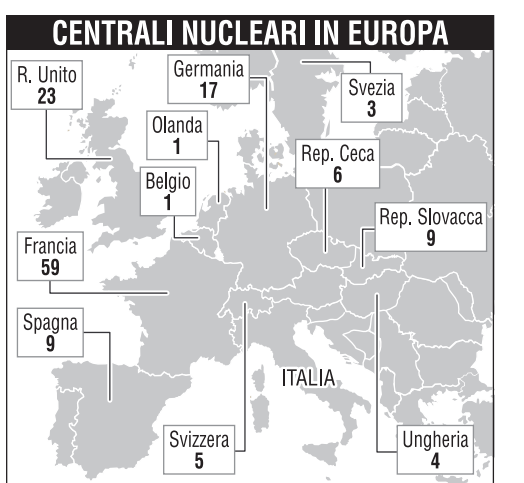 CENTRALI NUCLEARI IN EUROPA
R. Unito
23
Germania
17
Svezia
3
Olanda
1
Rep. Ceca
6
Belgio
1
Rep. Slovacca
9
Francia
59
Spagna
9
ITALIA
Svizzera
5
Ungheria
4